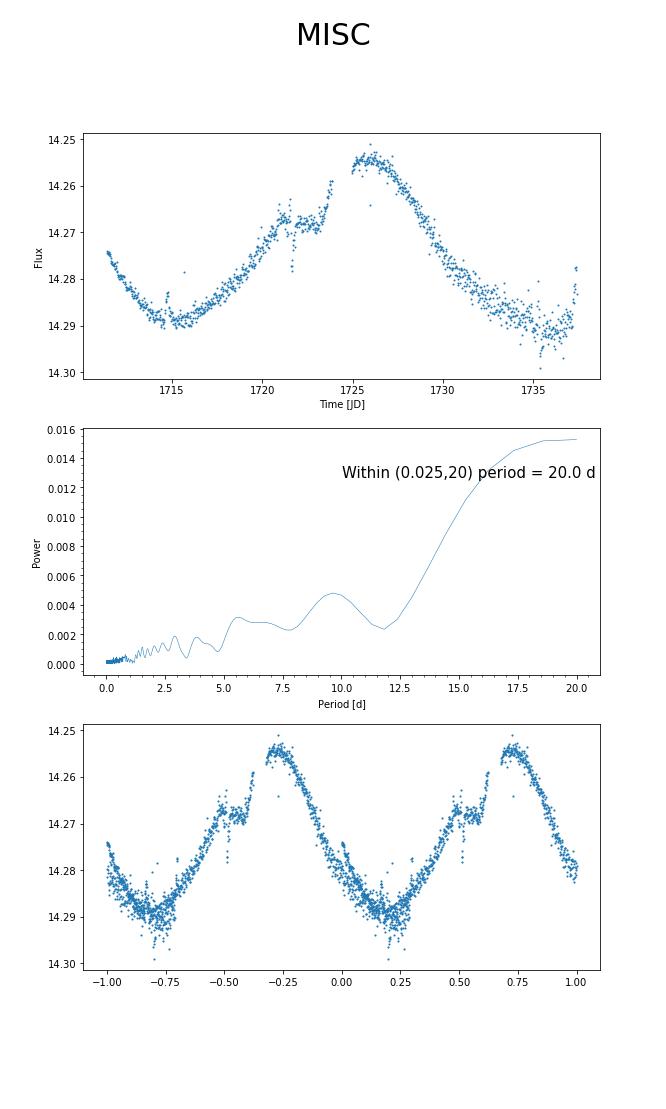 MISC
14.25
14.26
14.27
14.28
14.29
14.30
Flux
1715 1720 1725 1730 1735
Time [JD]
0.016
0.014
0.012
0.010
0.008
0.006
0.004
0.002
0.000
Power
Within (0.025,20) period = 20.0 d
0.0 2.5 5.0 7.5 10.0 12.5 15.0 17.5 20.0
Period [d]
14.25
14.26
14.27
14.28
14.29
14.30
−1.00 −0.75 −0.50 −0.25 0.00 0.25 0.50 0.75 1.00